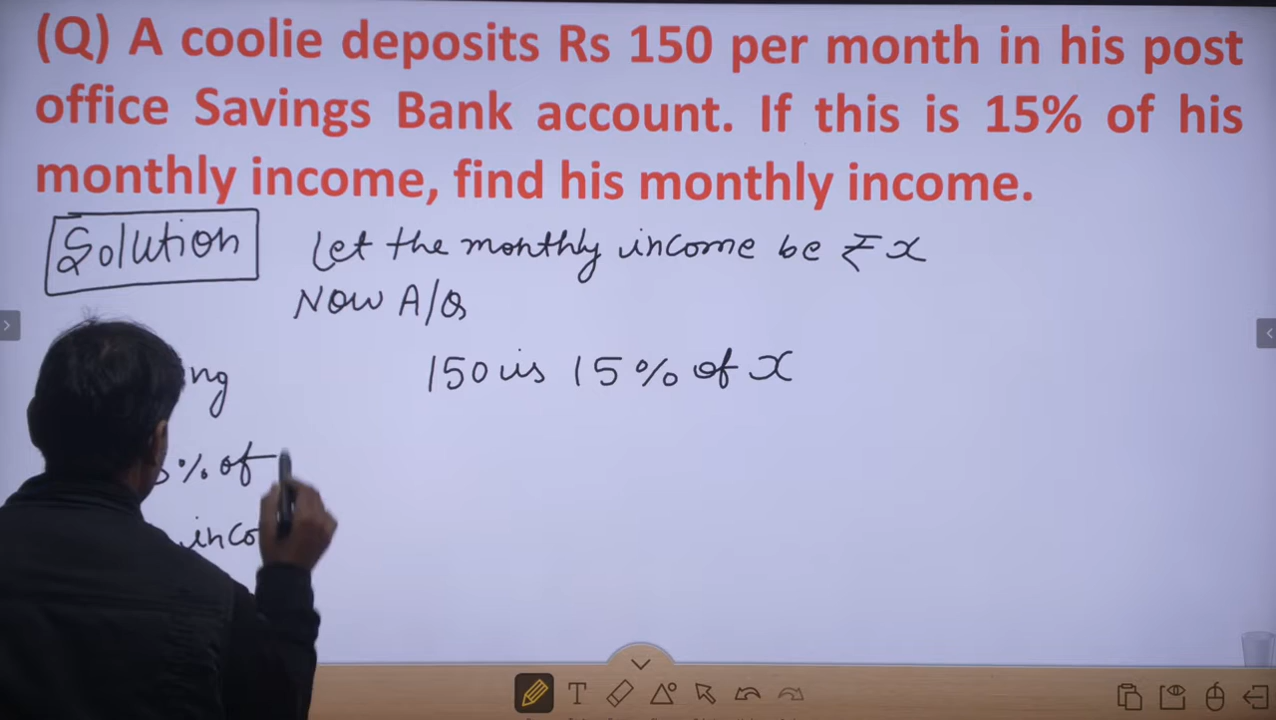 (Q) A coolie deposits Rs 150 per month in his post
office Savings Bank account. If this is 15% of his
monthly income, find his monthly income.
Solution
Let the monthly income be ₹ x
Now A/Q
150 is 15% of x
% of
T